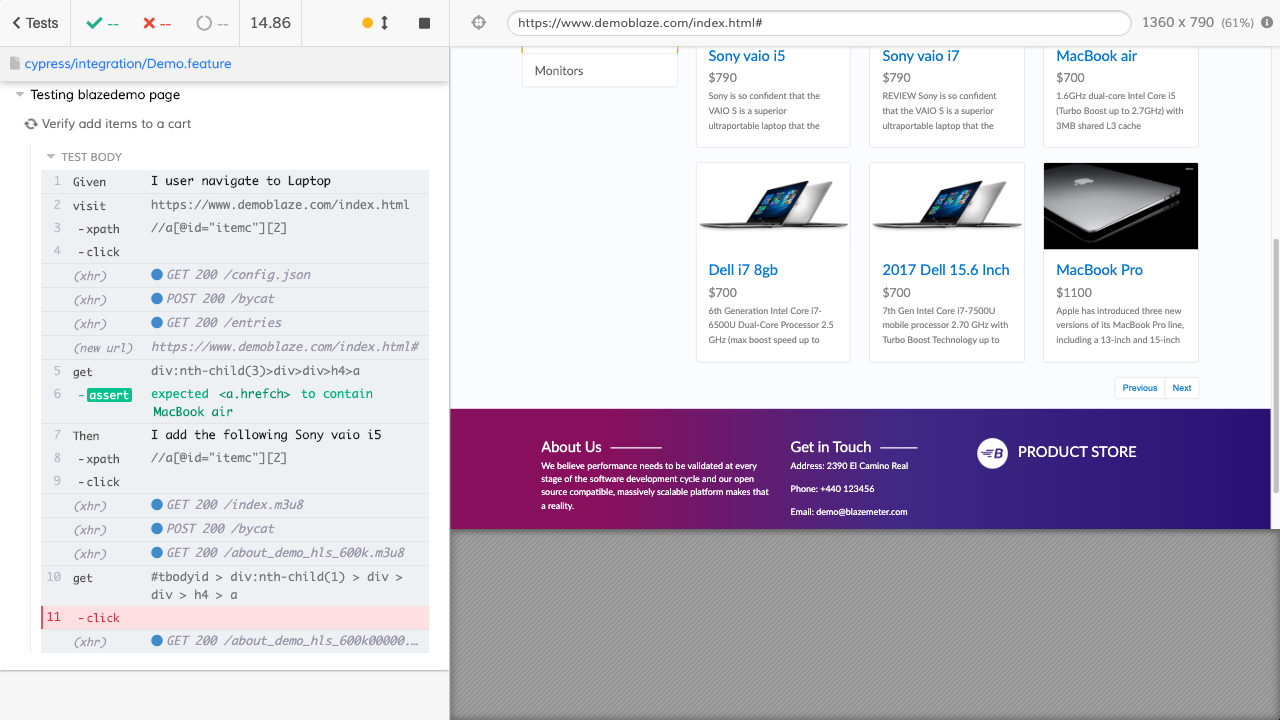 Tests
--
--
--
14.86
cypress/integration/Demo.feature
Testing blazedemo page
Verify add items to a cart
TEST BODY
1 Given I user navigate to Laptop
2 visit https://www.demoblaze.com/index.html
3 -xpath //a[@id="itemc"][2]
4 -click
(xhr) GET 200 /config.json
(xhr) POST 200 /bycat
(xhr) GET 200 /entries
(new url) https://www.demoblaze.com/index.html#
5 get div:nth-child(3)>div>div>h4>a
6 -assert expected <a.hrefch> to contain
MacBook air
7 Then I add the following Sony vaio i5
8 -xpath //a[@id="itemc"][2]
9 -click
(xhr) GET 200 /index.m3u8
(xhr) POST 200 /bycat
(xhr) GET 200 /about_demo_hls_600k.m3u8
10 get #tbodyid > div:nth-child(1) > div >
div > h4 > a
11 -click
(xhr) GET 200 /about_demo_hls_600k00000.…
https://www.demoblaze.com/index.html#
1360 x 790 (61%)
Monitors
Sony vaio i5
$790
Sony is so confident that the
VAIO S is a superior
ultraportable laptop that the
Sony vaio i7
$790
REVIEW Sony is so confident
that the VAIO S is a superior
ultraportable laptop that the
MacBook air
$700
1.6GHz dual-core Intel Core i5
(Turbo Boost up to 2.7GHz) with
3MB shared L3 cache
Dell i7 8gb
$700
6th Generation Intel Core i7-
6500U Dual-Core Processor 2.5
GHz (max boost speed up to
2017 Dell 15.6 Inch
$700
7th Gen Intel Core i7-7500U
mobile processor 2.70 GHz with
Turbo Boost Technology up to
MacBook Pro
$1100
Apple has introduced three new
versions of its MacBook Pro line,
including a 13-inch and 15-inch
Previous
Next
About Us
We believe performance needs to be validated at every
stage of the software development cycle and our open
source compatible, massively scalable platform makes that
a reality.
Get in Touch
Address: 2390 El Camino Real
Phone: +440 123456
Email: demo@blazemeter.com
PRODUCT STORE